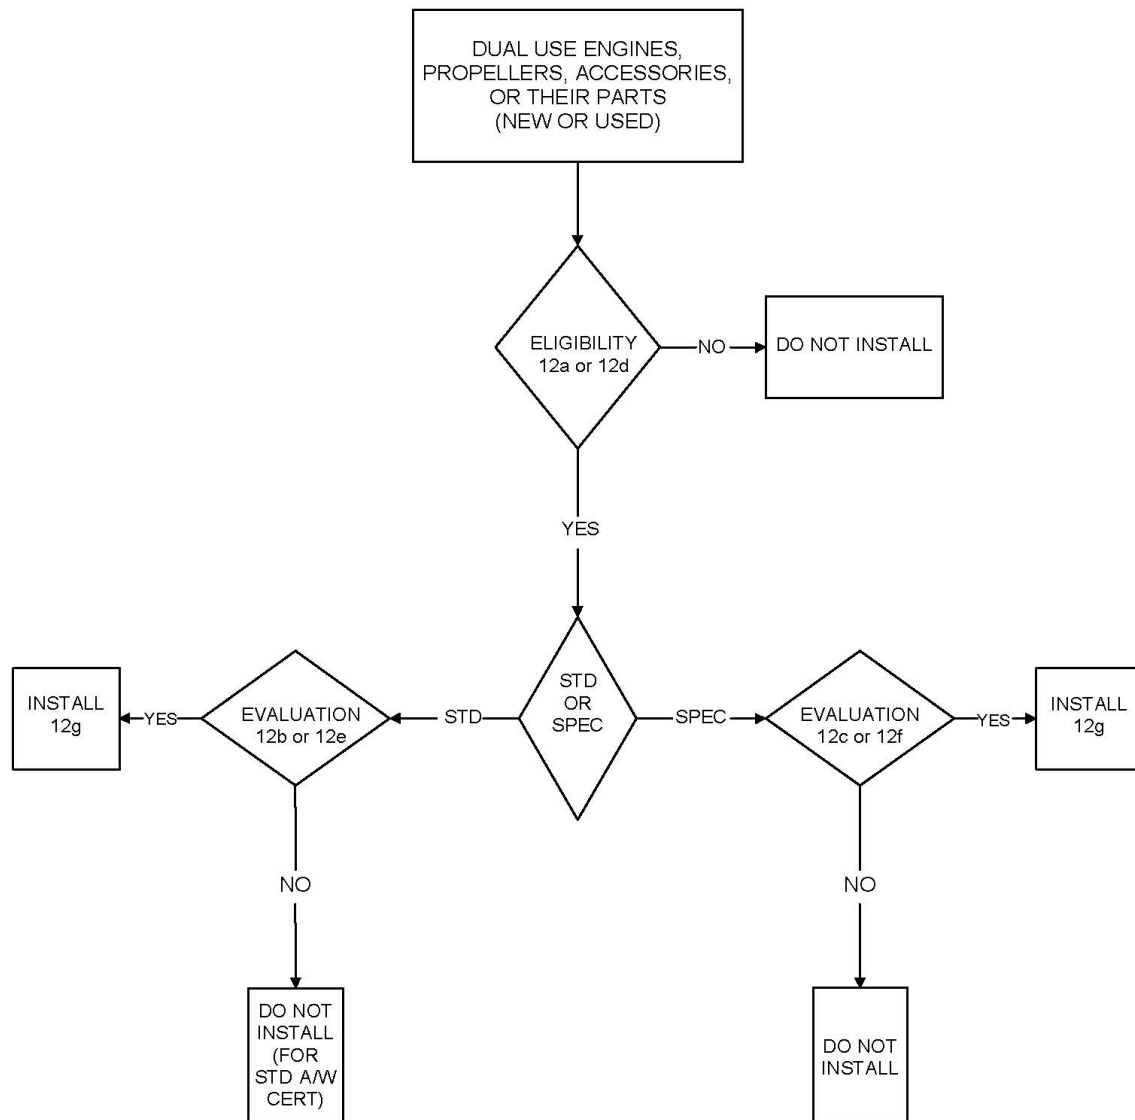 DUAL USE ENGINES,
PROPELLERS, ACCESSORIES,
OR THEIR PARTS
(NEW OR USED)
ELIGIBILITY
12a or 12d
NO
DO NOT INSTALL
YES
STD
OR
SPEC
STD
EVALUATION
12b or 12e
YES
INSTALL
12g
SPEC
EVALUATION
12c or 12f
YES
INSTALL
12g
NO
DO NOT
INSTALL
(FOR
STD A/W
CERT)
NO
DO NOT
INSTALL